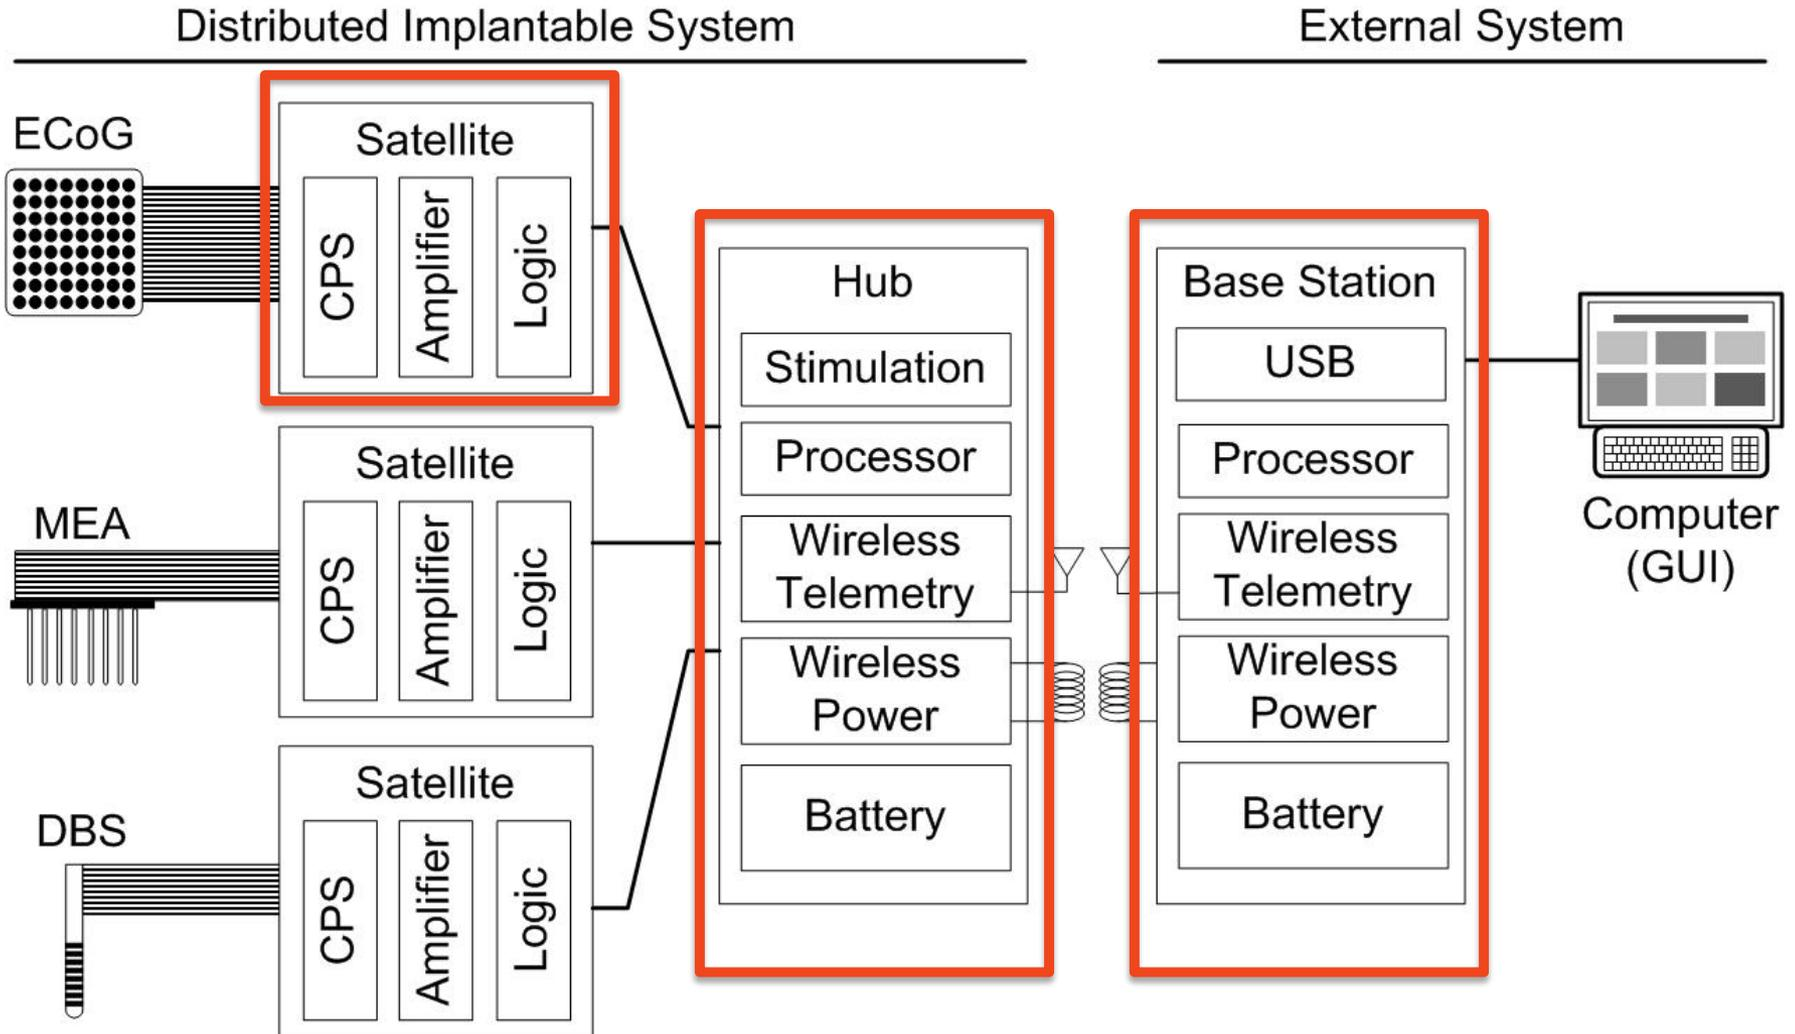 Distributed Implantable System
External System
ECoG
Satellite
CPS
Amplifier
Logic
MEA
Satellite
CPS
Amplifier
Logic
DBS
Satellite
CPS
Amplifier
Logic
Hub
Stimulation
Processor
Wireless
Telemetry
Wireless
Power
Battery
Base Station
USB
Processor
Wireless
Telemetry
Wireless
Power
Battery
Computer
(GUI)